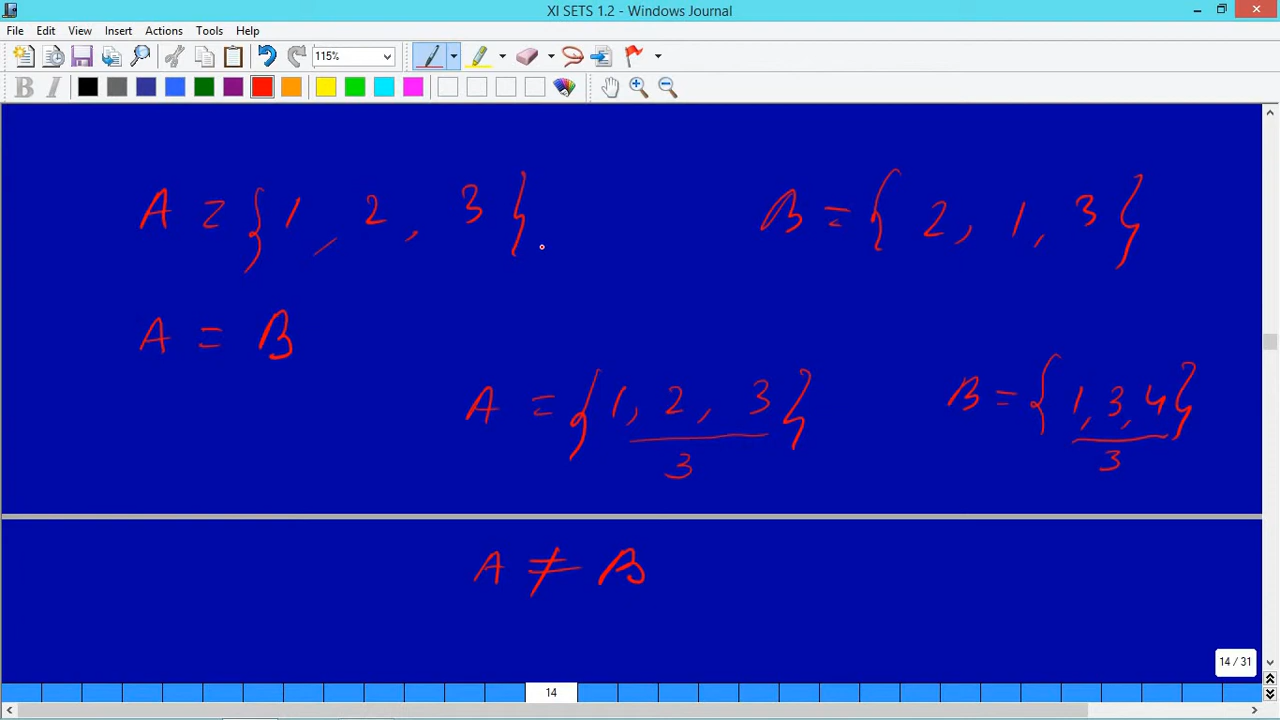 XI SETS 1.2 - Windows Journal
File Edit View Insert Actions Tools Help
115%
B I
A = {1, 2, 3} B = {2, 1, 3}
A = B
A = {1, 2, 3} B = {1, 3, 4}
3 3
A ≠ B
14 / 31
14